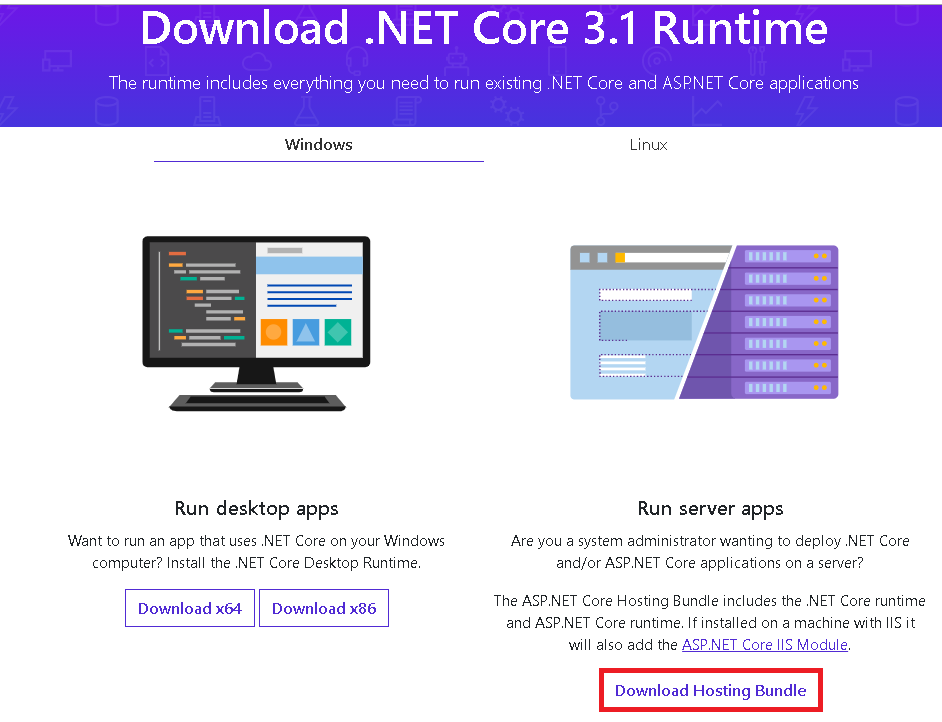 Download .NET Core 3.1 Runtime
The runtime includes everything you need to run existing .NET Core and ASP.NET Core applications
Windows
Linux
Run desktop apps
Want to run an app that uses .NET Core on your Windows
computer? Install the .NET Core Desktop Runtime.
Download x64
Download x86
Run server apps
Are you a system administrator wanting to deploy .NET Core
and/or ASP.NET Core applications on a server?
The ASP.NET Core Hosting Bundle includes the .NET Core runtime
and ASP.NET Core runtime. If installed on a machine with IIS it
will also add the ASP.NET Core IIS Module.
Download Hosting Bundle